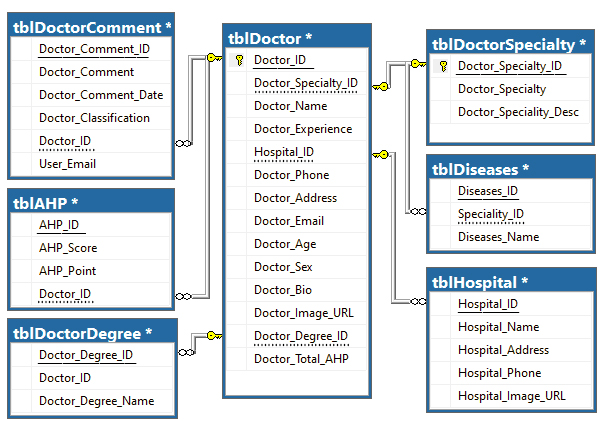 tblDoctorComment *
Doctor_Comment_ID
Doctor_Comment
Doctor_Comment_Date
Doctor_Classification
Doctor_ID
User_Email
tblAHP *
AHP_ID
AHP_Score
AHP_Point
Doctor_ID
tblDoctorDegree *
Doctor_Degree_ID
Doctor_ID
Doctor_Degree_Name
tblDoctor *
Doctor_ID
Doctor_Specialty_ID
Doctor_Name
Doctor_Experience
Hospital_ID
Doctor_Phone
Doctor_Address
Doctor_Email
Doctor_Age
Doctor_Sex
Doctor_Bio
Doctor_Image_URL
Doctor_Degree_ID
Doctor_Total_AHP
tblDoctorSpecialty *
Doctor_Specialty_ID
Doctor_Specialty
Doctor_Speciality_Desc
tblDiseases *
Diseases_ID
Speciality_ID
Diseases_Name
tblHospital *
Hospital_ID
Hospital_Name
Hospital_Address
Hospital_Phone
Hospital_Image_URL